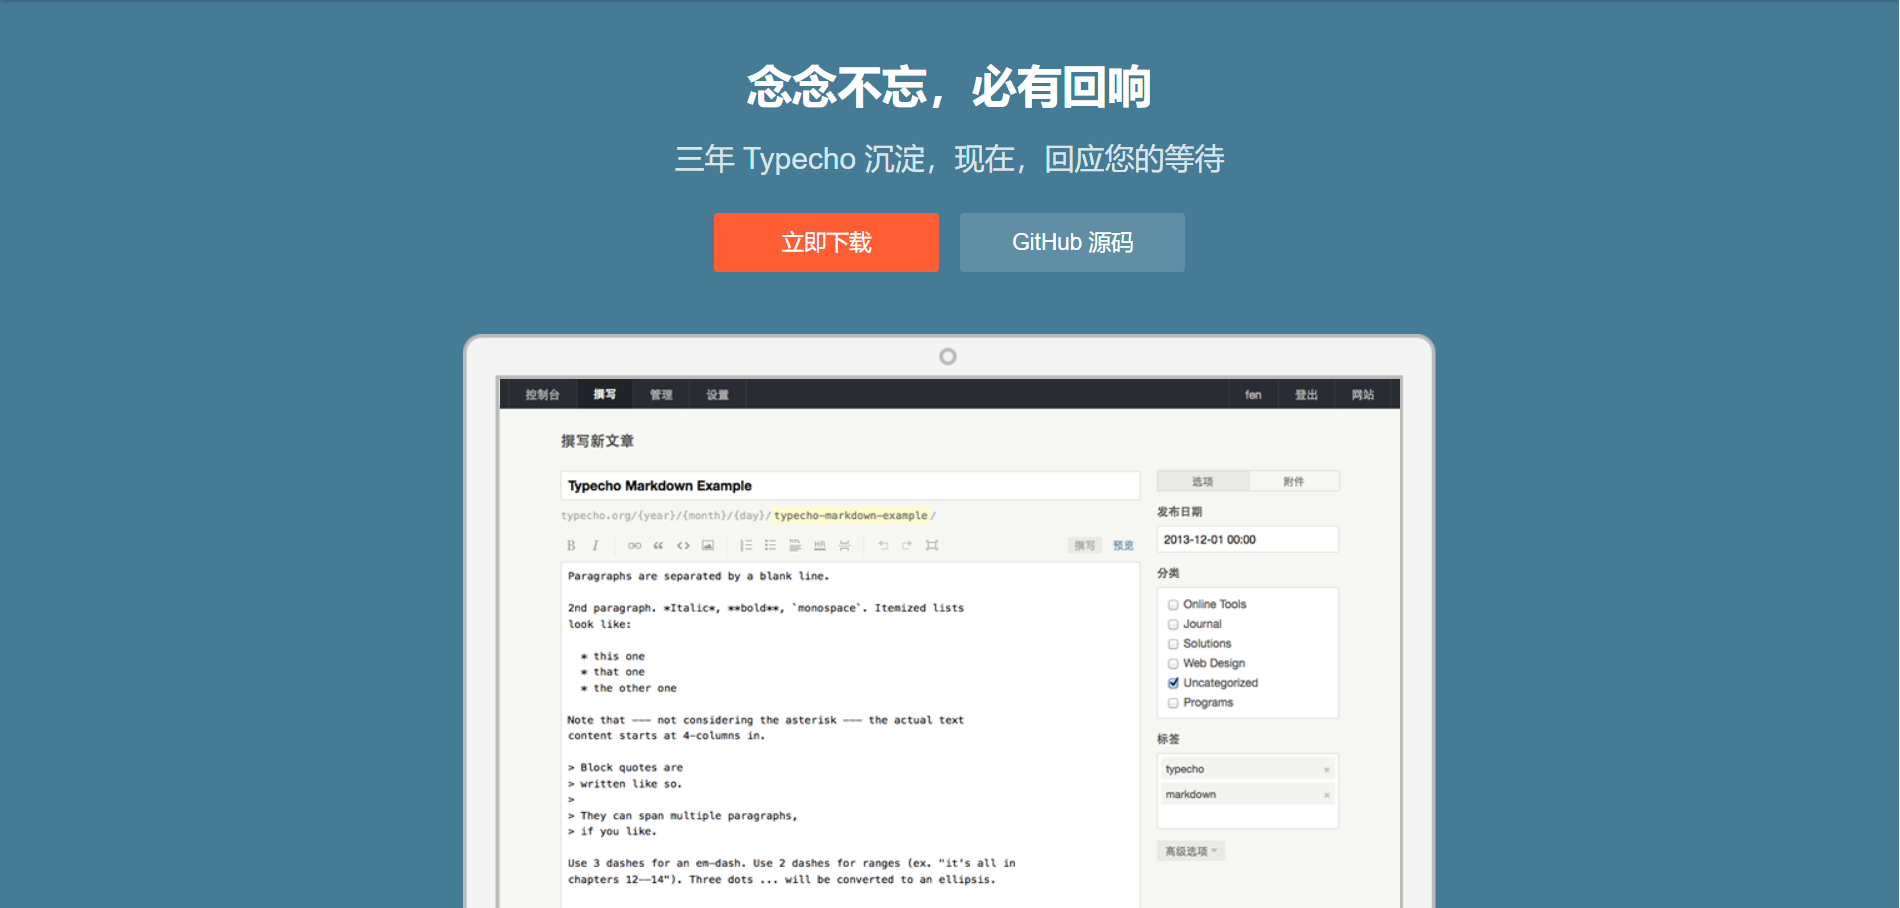 念念不忘，必有回响
三年 Typecho 沉淀，现在，回应您的等待
立即下载 GitHub 源码
控制台 撰写 管理 设置 fen 登出 网站
撰写新文章
Typecho Markdown Example
选项 附件
typecho.org/{year}/{month}/{day}/typecho-markdown-example/
发布日期
2013-12-01 00:00
B I HR 撰写 预览
分类
Paragraphs are separated by a blank line.
2nd paragraph. *Italic*, **bold**, `monospace`. Itemized lists
look like:
* this one
* that one
* the other one
Note that --- not considering the asterisk --- the actual text
content starts at 4-columns in.
> Block quotes are
> written like so.
>
> They can span multiple paragraphs,
> if you like.
Use 3 dashes for an em-dash. Use 2 dashes for ranges (ex. "it's all in
chapters 12--14"). Three dots ... will be converted to an ellipsis.
Online Tools
Journal
Solutions
Web Design
Uncategorized
Programs
标签
typecho ×
markdown ×
高级选项